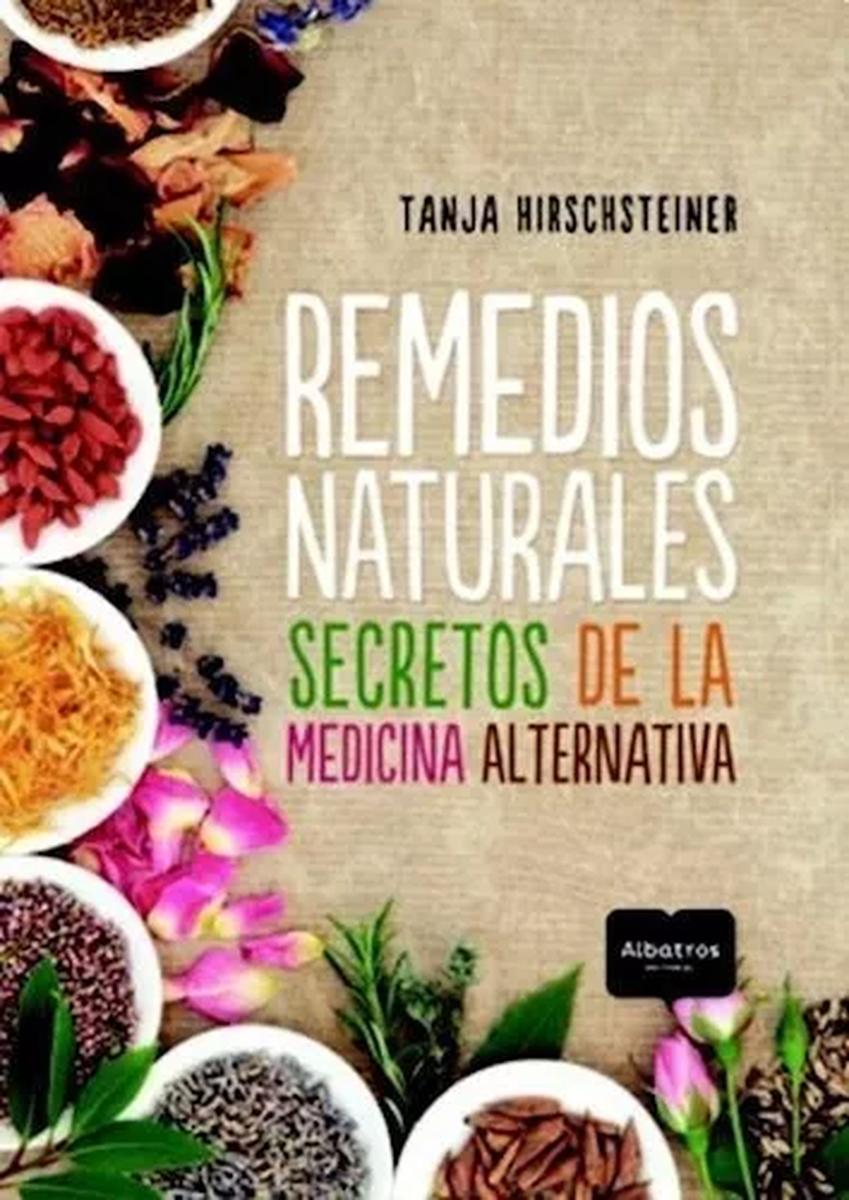 TANJA HIRSCHSTEINER
REMEDIOS
NATURALES
SECRETOS DE LA
MEDICINA ALTERNATIVA
Albatros